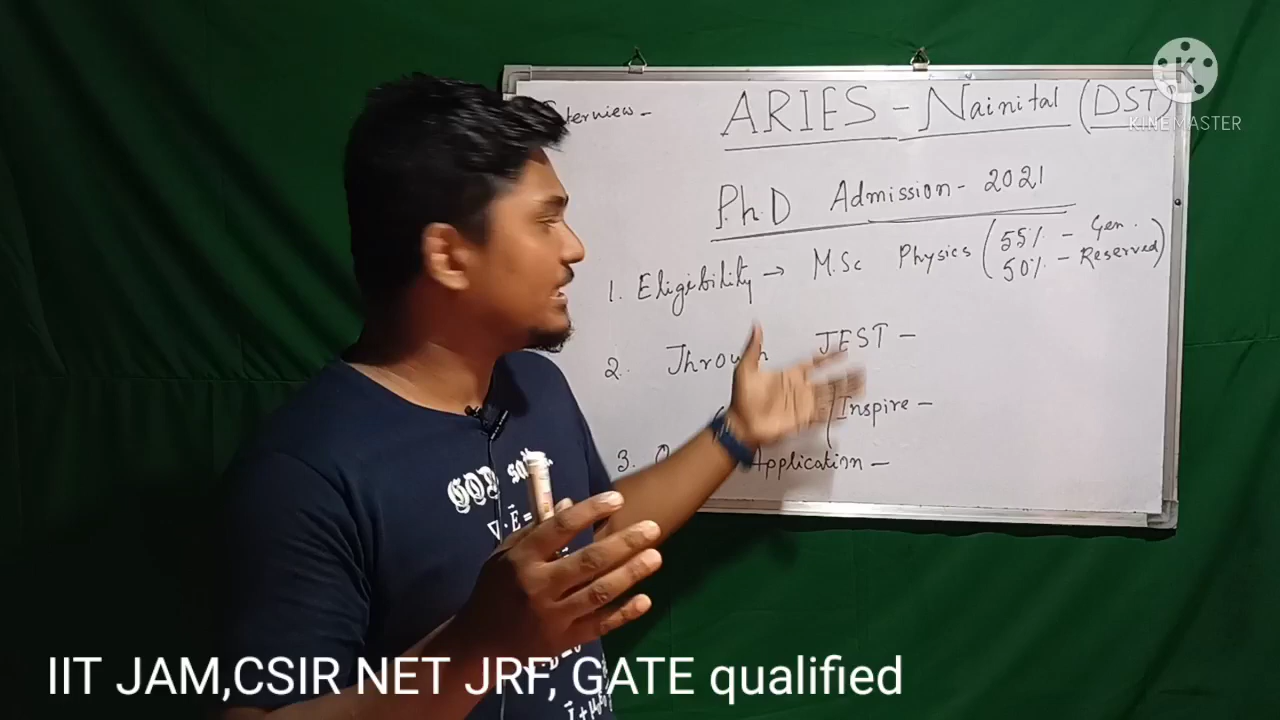 ARIES - Nainital (DST)
KINEMASTER
Ph.D Admission - 2021
1. Eligibility → M.Sc Physics (55% - Gen.
50% - Reserved)
2. Through JEST -
Inspire -
3. Application -
GOD
∇·E =
IIT JAM,CSIR NET JRF, GATE qualified